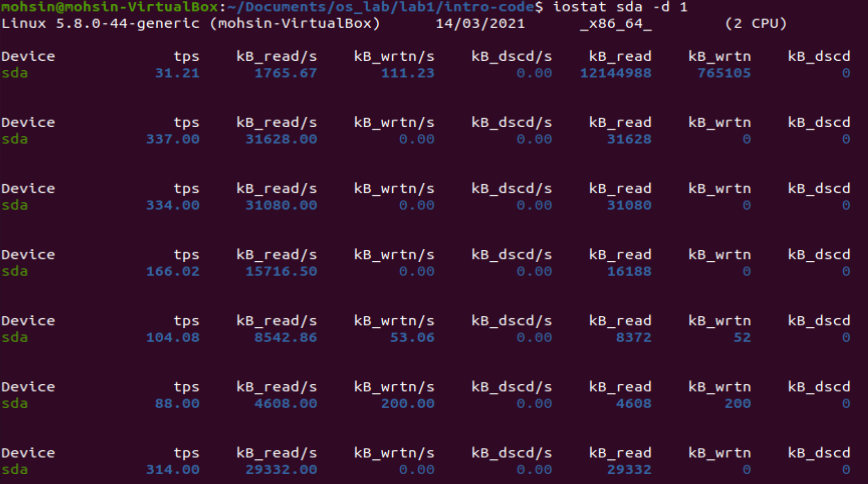 mohsin@mohsin-VirtualBox:~/Documents/os_lab/lab1/intro-code$ iostat sda -d 1
Linux 5.8.0-44-generic (mohsin-VirtualBox) 14/03/2021 _x86_64_ (2 CPU)
Device tps kB_read/s kB_wrtn/s kB_dscd/s kB_read kB_wrtn kB_dscd
sda 31.21 1765.67 111.23 0.00 12144988 765105 0
Device tps kB_read/s kB_wrtn/s kB_dscd/s kB_read kB_wrtn kB_dscd
sda 337.00 31628.00 0.00 0.00 31628 0 0
Device tps kB_read/s kB_wrtn/s kB_dscd/s kB_read kB_wrtn kB_dscd
sda 334.00 31080.00 0.00 0.00 31080 0 0
Device tps kB_read/s kB_wrtn/s kB_dscd/s kB_read kB_wrtn kB_dscd
sda 166.02 15716.50 0.00 0.00 16188 0 0
Device tps kB_read/s kB_wrtn/s kB_dscd/s kB_read kB_wrtn kB_dscd
sda 104.08 8542.86 53.06 0.00 8372 52 0
Device tps kB_read/s kB_wrtn/s kB_dscd/s kB_read kB_wrtn kB_dscd
sda 88.00 4608.00 200.00 0.00 4608 200 0
Device tps kB_read/s kB_wrtn/s kB_dscd/s kB_read kB_wrtn kB_dscd
sda 314.00 29332.00 0.00 0.00 29332 0 0